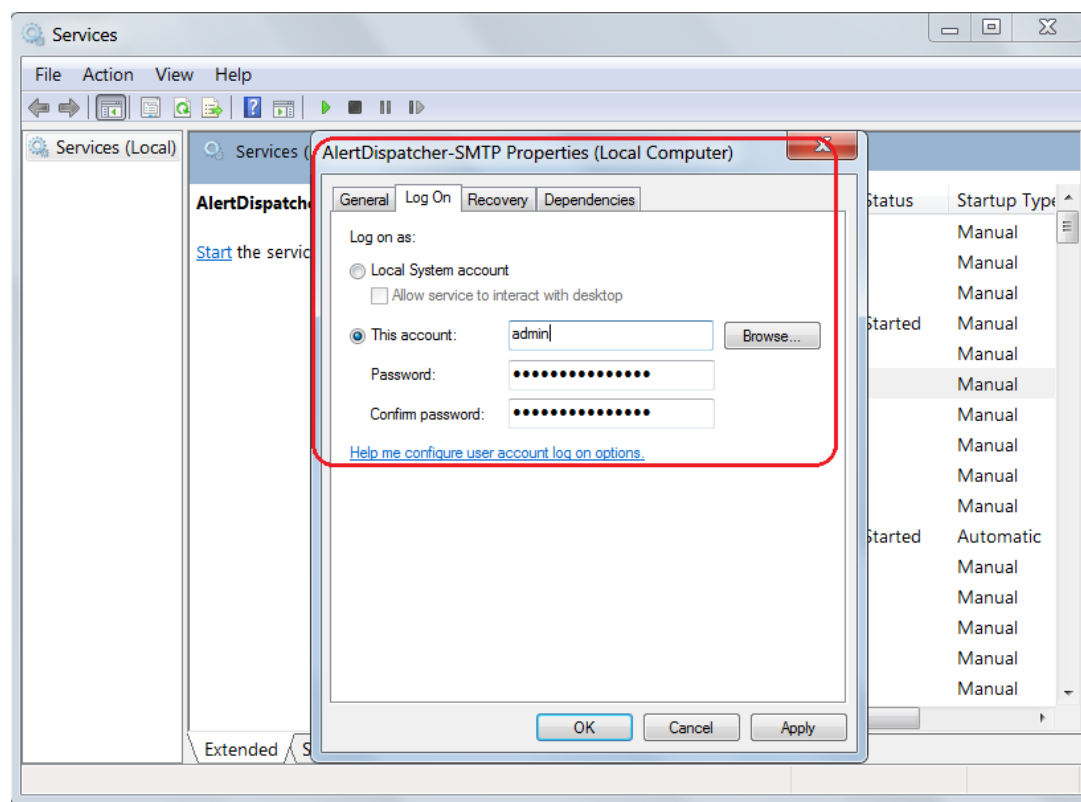 Services
File Action View Help
Services (Local)
Services (
AlertDispatch
Start the servic
AlertDispatcher-SMTP Properties (Local Computer)
General Log On Recovery Dependencies
Log on as:
Local System account
Allow service to interact with desktop
This account: admin Browse...
Password: •••••••••••••••
Confirm password: •••••••••••••••
Help me configure user account log on options.
OK Cancel Apply
Status Startup Type
Manual
Manual
Manual
Started Manual
Manual
Manual
Manual
Manual
Manual
Manual
Started Automatic
Manual
Manual
Manual
Manual
Manual
Extended S